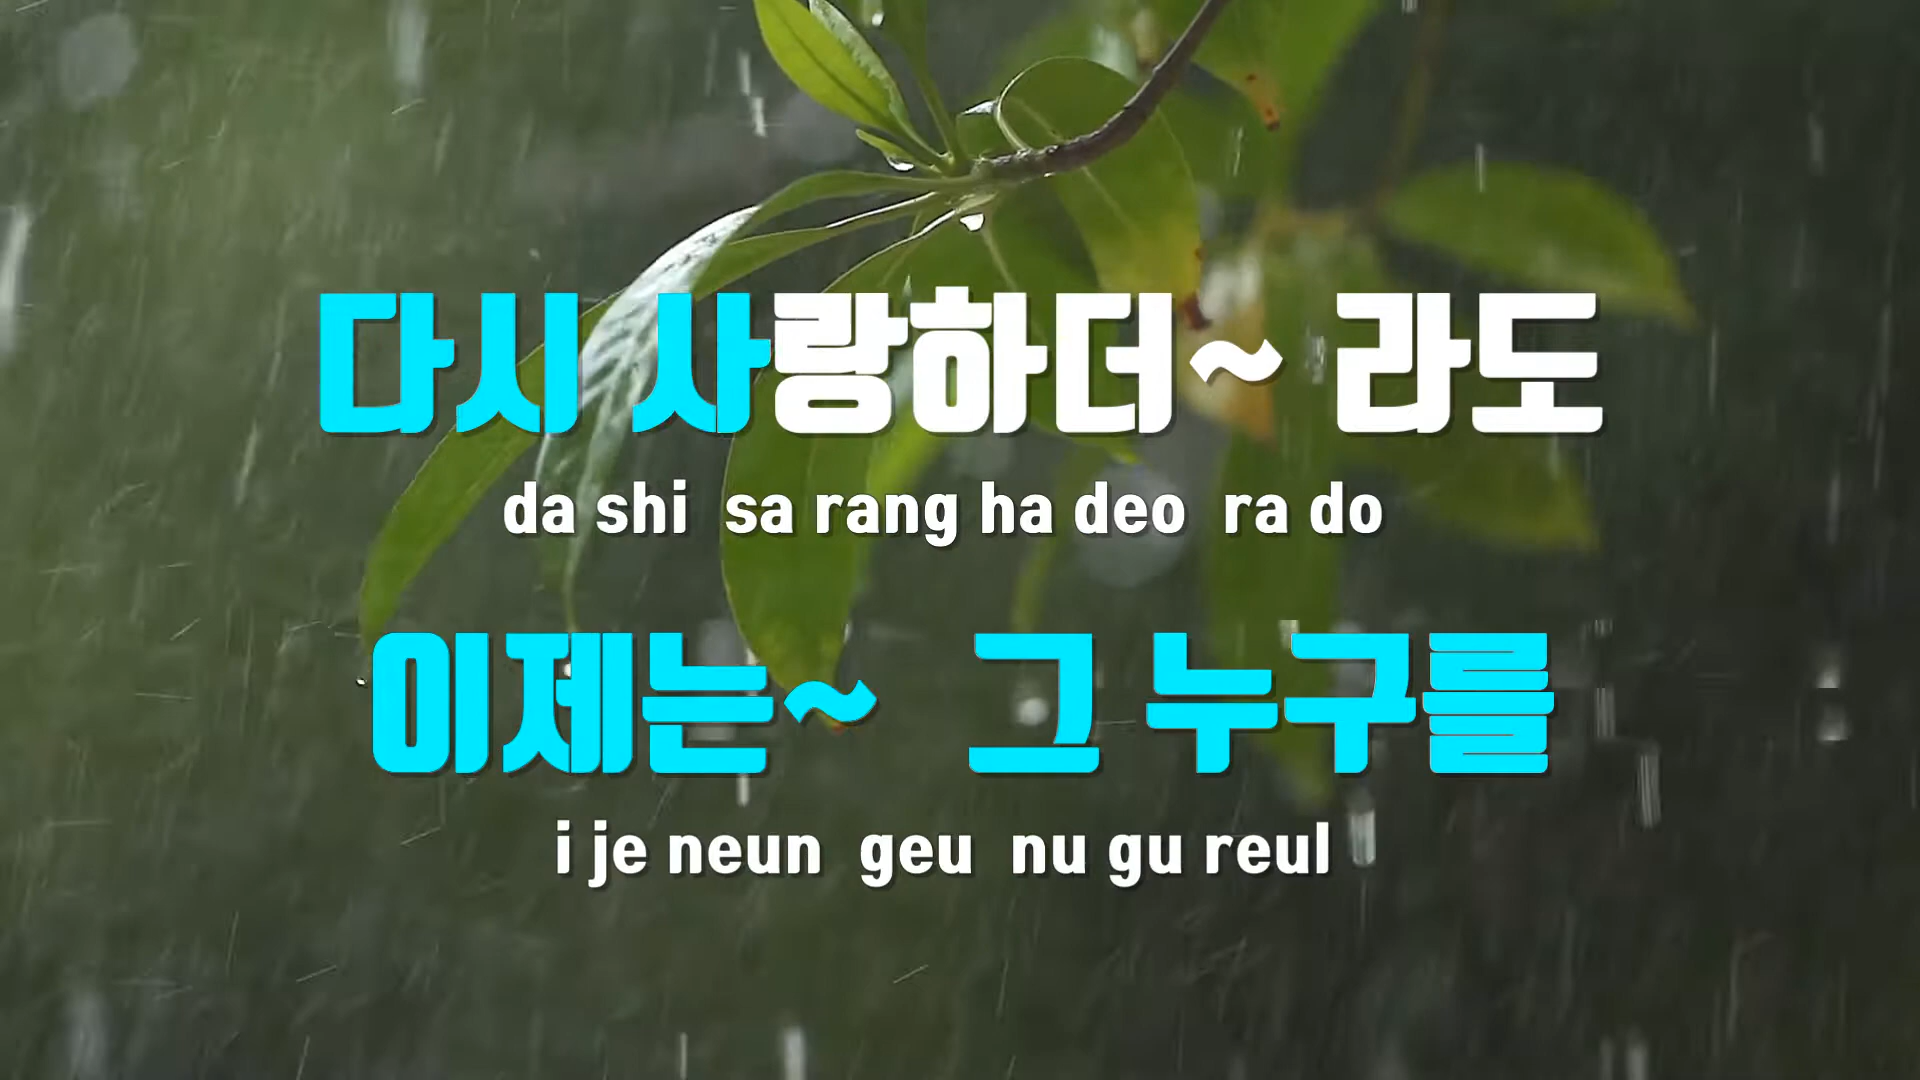 다시 사랑하더~ 라도
da shi sa rang ha deo ra do
이제는~ 그 누구를
i je neun geu nu gu reul